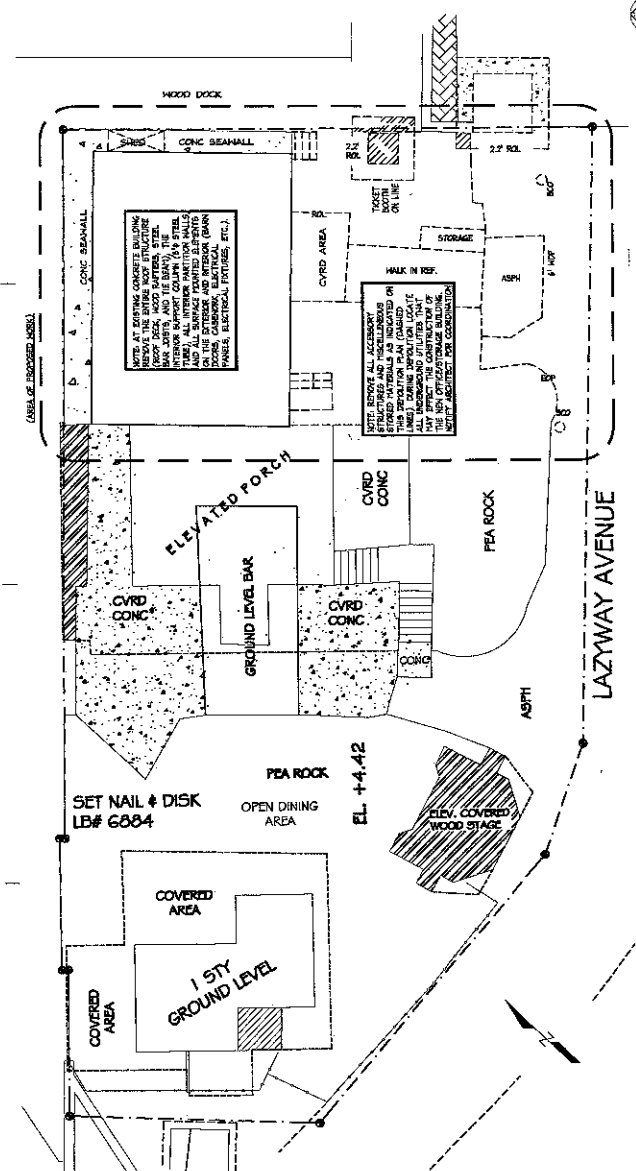 WOOD DOCK
SHED
CONC SEAWALL
2.2' ROL
2.2' ROL
TICKET
BOOTH
ON LINE
BCO
CONC SEAWALL
NOTE: AT EXISTING CONCRETE BUILDING
REMOVE THE ENTIRE ROOF STRUCTURE
(ROOF DECK, WOOD RAFTERS, STEEL
BAR JOISTS, AND TIE BEAM), THE
INTERIOR SUPPORT COLUMN
TUBE), ALL INTERIOR PARTITION WALLS,
AND ALL SURFACE MOUNTED ELEMENTS
ON THE EXTERIOR AND INTERIOR (BARN
DOORS, CASEWORK, ELECTRICAL
PANELS, ELECTRICAL FIXTURES, ETC.).
ROL
CVRD AREA
STORAGE
WALK IN REF.
ASPH
6' WDF
NOTE: REMOVE ALL ACCESSORY
STRUCTURES AND MISCELLANEOUS
STORED MATERIALS AS INDICATED ON
THIS DEMOLITION PLAN (DASHED
LINES). DURING DEMOLITION LOCATE
ALL UNDERGROUND UTILITIES THAT
MAY EFFECT THE CONSTRUCTION OF
THE NEW OFFICE/STORAGE BUILDING.
NOTIFY ARCHITECT FOR COORDINATION
(AREA OF PROPOSED WORK)
BCO
ELEVATED PORCH
CVRD
CONC
PEA ROCK
LAZYWAY AVENUE
CVRD
CONC
GROUND LEVEL BAR
CVRD
CONC
CONC
ASPH
SET NAIL & DISK
LB# 6884
PEA ROCK
OPEN DINING
AREA
EL. +4.42
ELEV. COVERED
WOOD STAGE
COVERED
AREA
1 STY
GROUND LEVEL
COVERED
AREA
N